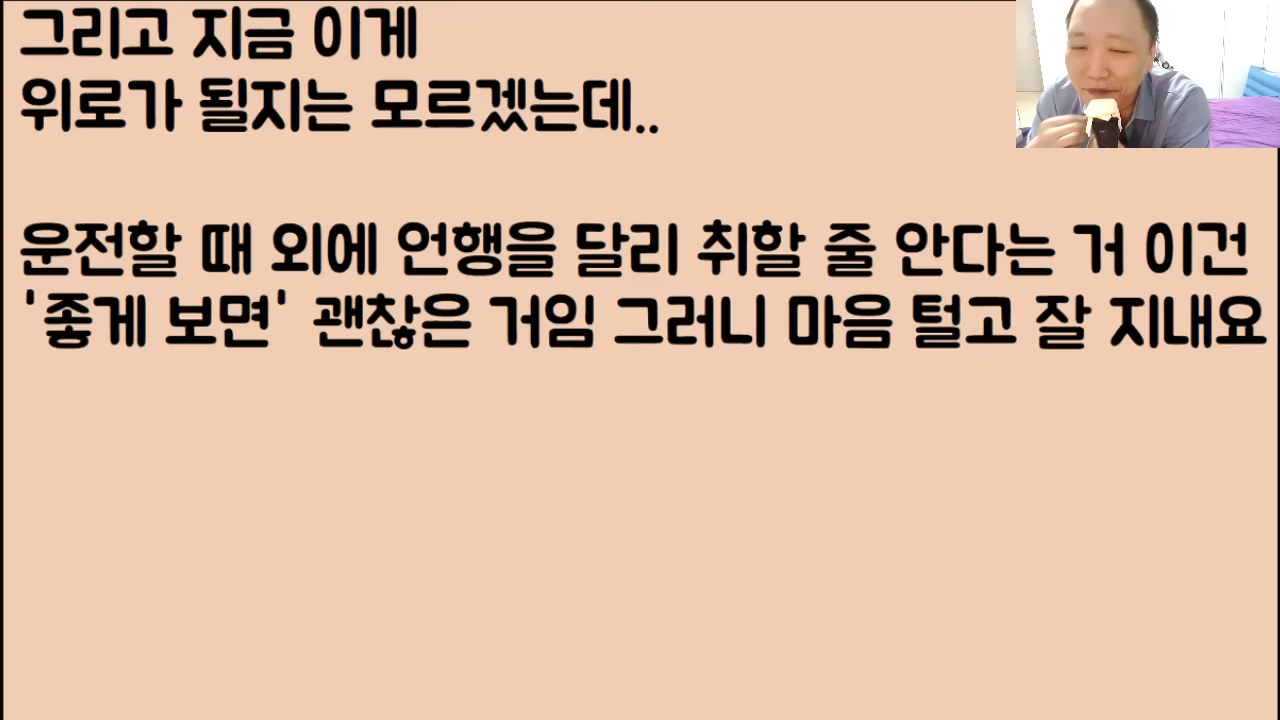 그리고 지금 이게
위로가 될지는 모르겠는데..
운전할 때 외에 언행을 달리 취할 줄 안다는 거 이건
'좋게 보면' 괜찮은 거임 그러니 마음 털고 잘 지내요